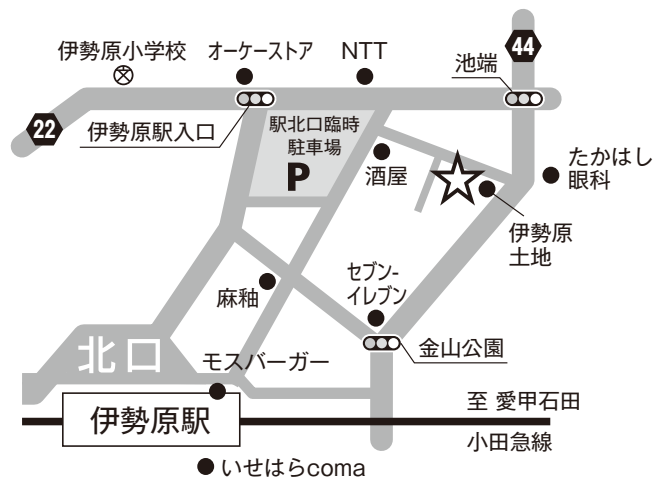 44
伊勢原小学校
オーケーストア
NTT
池端
22
伊勢原駅入口
駅北口臨時
駐車場
P
酒屋
たかはし
眼科
伊勢原
土地
麻釉
セブン-
イレブン
金山公園
北口
モスバーガー
伊勢原駅
至 愛甲石田
小田急線
いせはらcoma